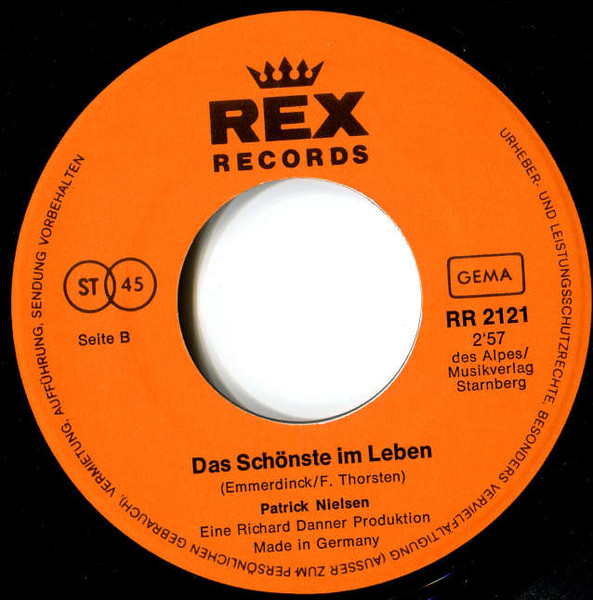 REX
RECORDS
ST 45
Seite B
GEMA
RR 2121
2'57
des Alpes/
Musikverlag
Starnberg
Das Schönste im Leben
(Emmerdinck/F. Thorsten)
Patrick Nielsen
Eine Richard Danner Produktion
Made in Germany
URHEBER- UND LEISTUNGSSCHUTZRECHTE, BESONDERS VERVIELFÄLTIGUNG (AUSSER ZUM PERSÖNLICHEN GEBRAUCH), VERMIETUNG, AUFFÜHRUNG, SENDUNG VORBEHALTEN